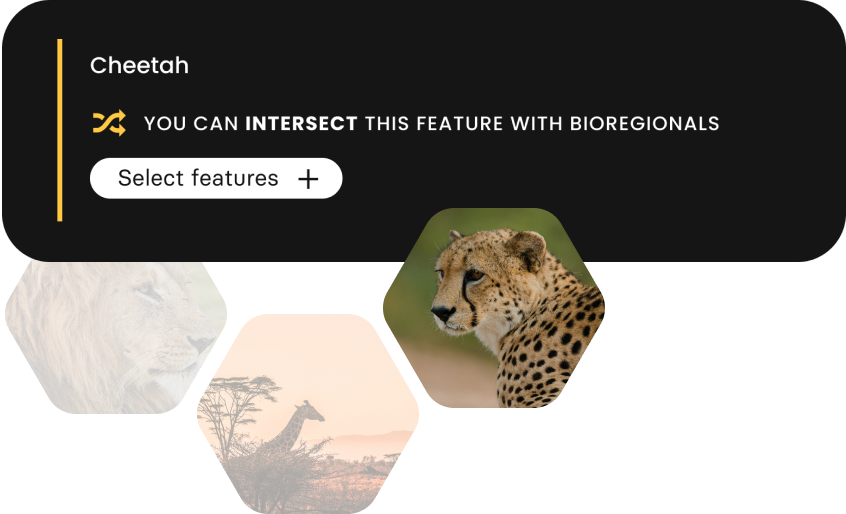 Cheetah
YOU CAN INTERSECT THIS FEATURE WITH BIOREGIONALS
Select features +